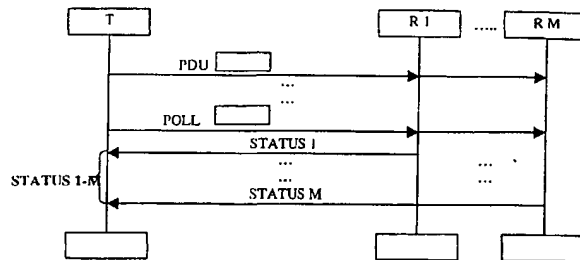 T R 1 ..... R M
PDU
...
...
POLL
STATUS 1
... ...
STATUS 1-M
... ...
STATUS M